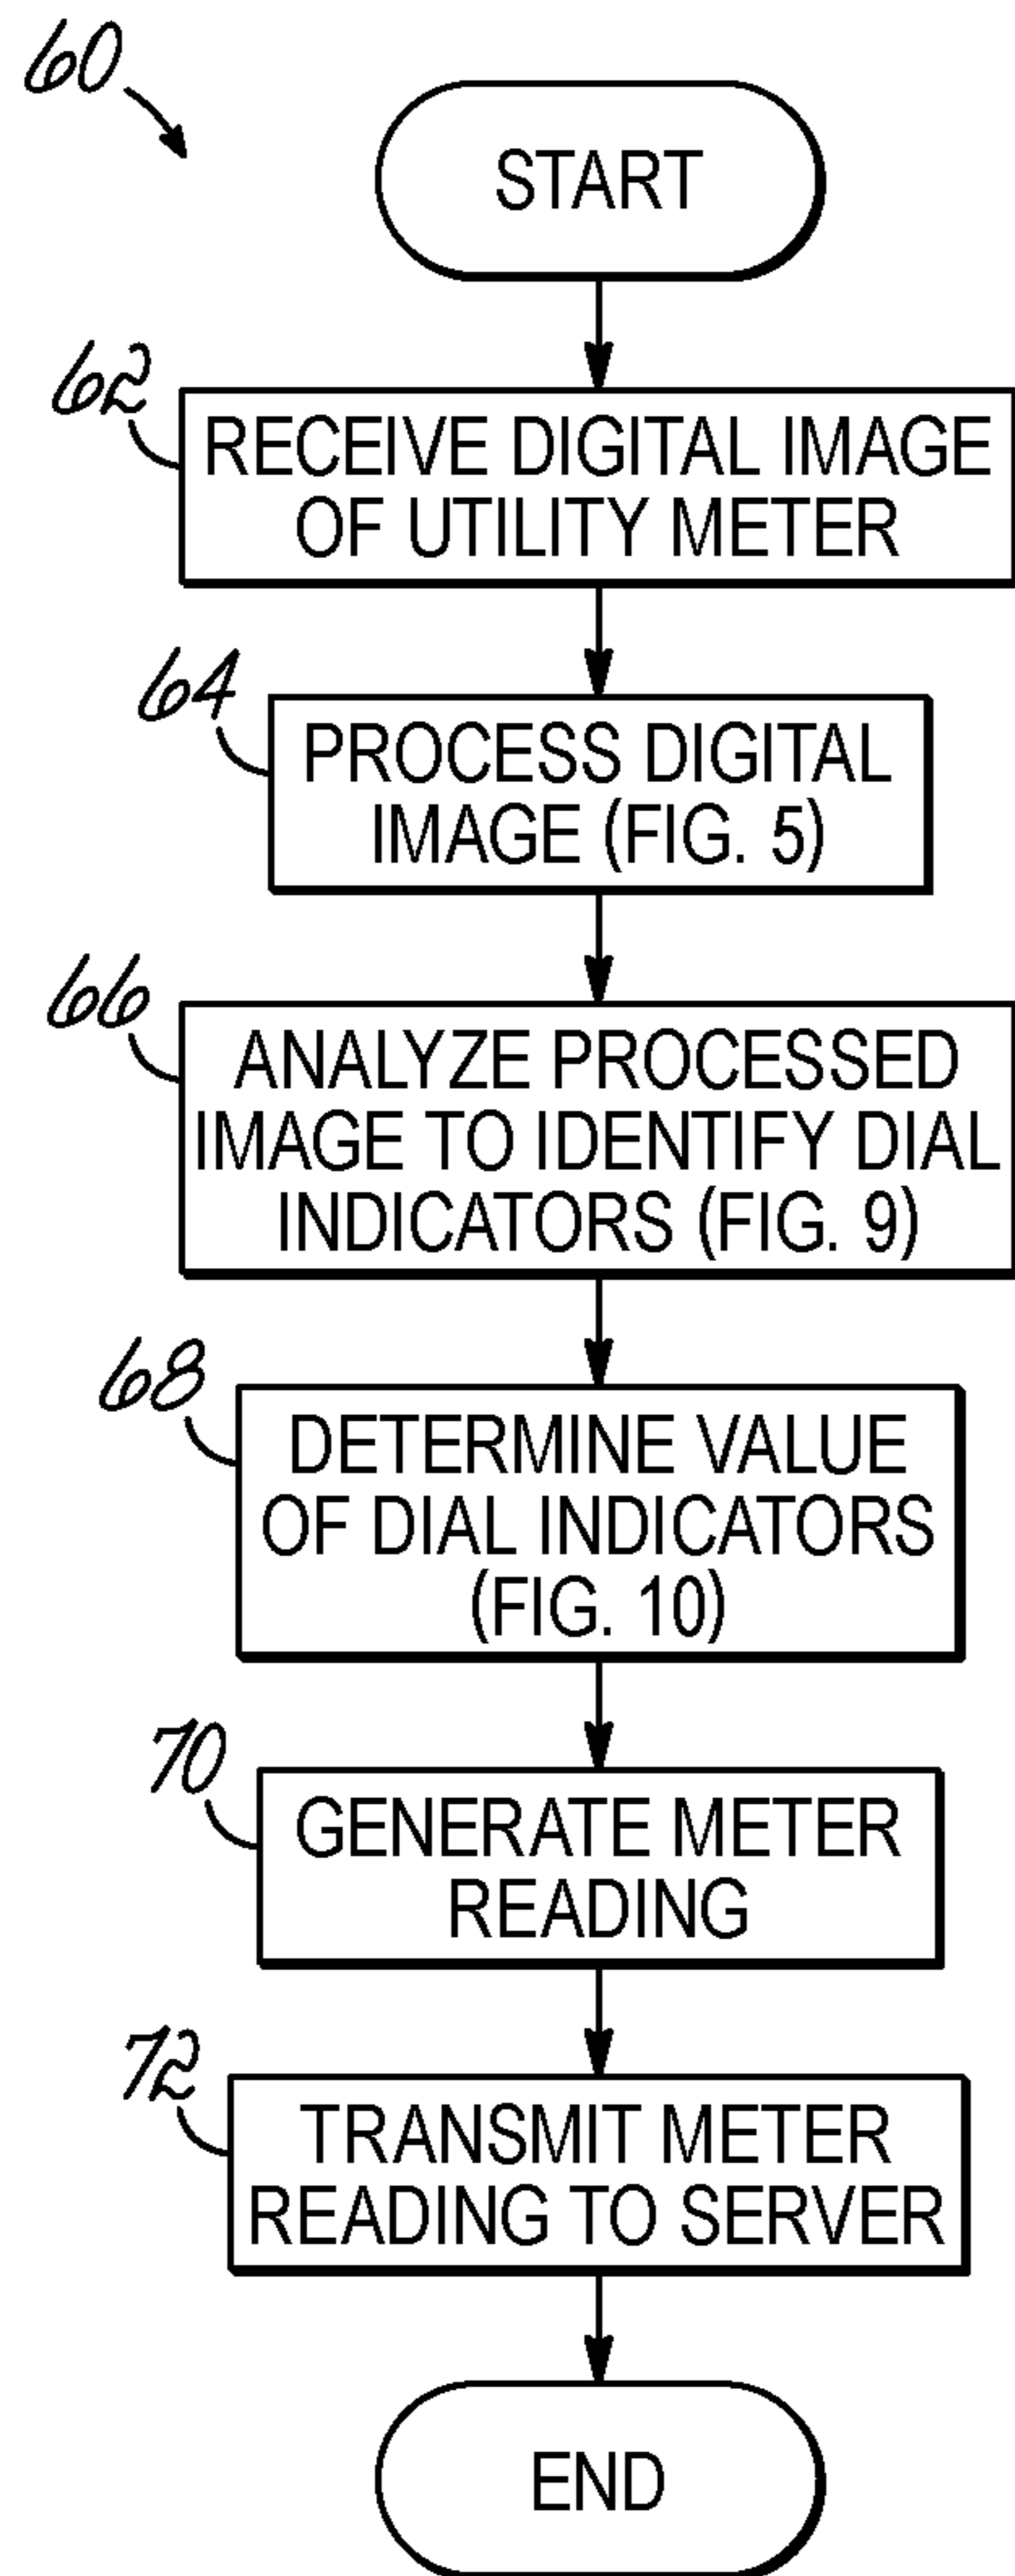 60
START
62
RECEIVE DIGITAL IMAGE
OF UTILITY METER
64
PROCESS DIGITAL
IMAGE (FIG. 5)
66
ANALYZE PROCESSED
IMAGE TO IDENTIFY DIAL
INDICATORS (FIG. 9)
68
DETERMINE VALUE
OF DIAL INDICATORS
(FIG. 10)
70
GENERATE METER
READING
72
TRANSMIT METER
READING TO SERVER
END